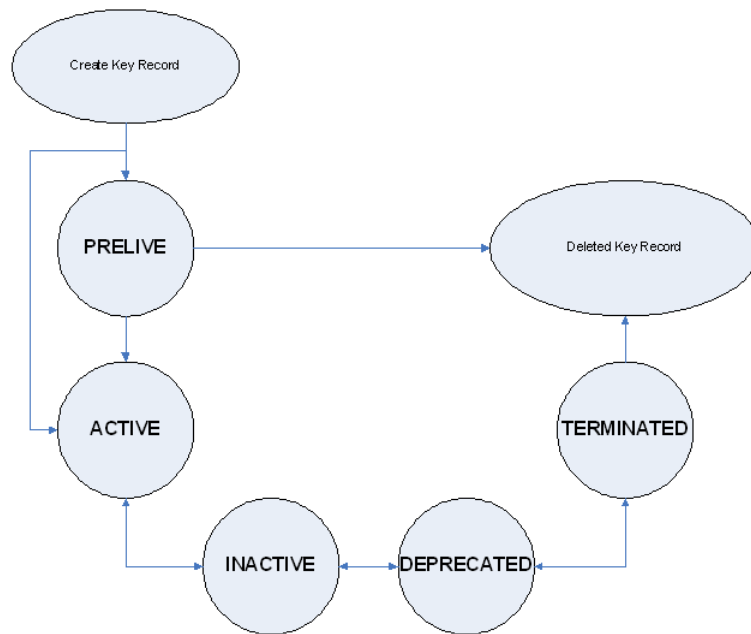 Create Key Record
PRELIVE
Deleted Key Record
ACTIVE
TERMINATED
INACTIVE
DEPRECATED